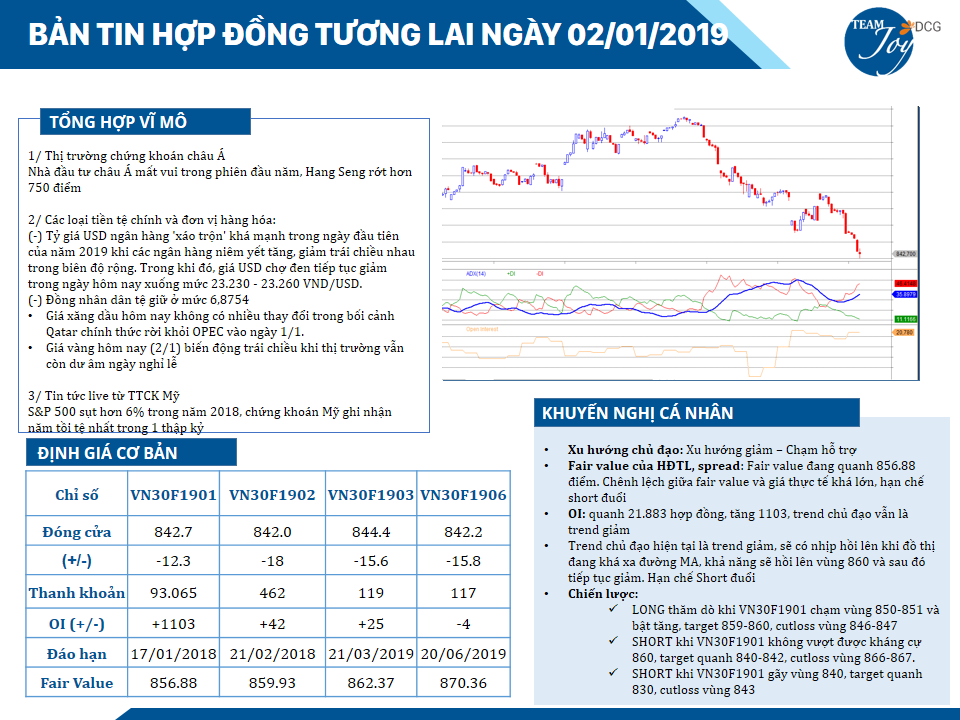 BẢN TIN HỢP ĐỒNG TƯƠNG LAI NGÀY 02/01/2019
TEAM
Joy
DCG
TỔNG HỢP VĨ MÔ
1/ Thị trường chứng khoán châu Á
Nhà đầu tư châu Á mất vui trong phiên đầu năm, Hang Seng rớt hơn
750 điểm
2/ Các loại tiền tệ chính và đơn vị hàng hóa:
(-) Tỷ giá USD ngân hàng 'xáo trộn' khá mạnh trong ngày đầu tiên
của năm 2019 khi các ngân hàng niêm yết tăng, giảm trái chiều nhau
trong biên độ rộng. Trong khi đó, giá USD chợ đen tiếp tục giảm
trong ngày hôm nay xuống mức 23.230 - 23.260 VND/USD.
(-) Đồng nhân dân tệ giữ ở mức 6,8754
• Giá xăng dầu hôm nay không có nhiều thay đổi trong bối cảnh
Qatar chính thức rời khỏi OPEC vào ngày 1/1.
• Giá vàng hôm nay (2/1) biến động trái chiều khi thị trường vẫn
còn dư âm ngày nghỉ lễ
3/ Tin tức live từ TTCK Mỹ
S&P 500 sụt hơn 6% trong năm 2018, chứng khoán Mỹ ghi nhận
năm tồi tệ nhất trong 1 thập kỷ
842.700
ADX(14) +DI -DI
35.8979
11.1166
Open Interest
20.780
ĐỊNH GIÁ CƠ BẢN
Chỉ số VN30F1901 VN30F1902 VN30F1903 VN30F1906
Đóng cửa 842.7 842.0 844.4 842.2
(+/-) -12.3 -18 -15.6 -15.8
Thanh khoản 93.065 462 119 117
OI (+/-) +1103 +42 +25 -4
Đáo hạn 17/01/2018 21/02/2018 21/03/2019 20/06/2019
Fair Value 856.88 859.93 862.37 870.36
KHUYẾN NGHỊ CÁ NHÂN
• Xu hướng chủ đạo: Xu hướng giảm – Chạm hỗ trợ
• Fair value của HĐTL, spread: Fair value đang quanh 856.88
điểm. Chênh lệch giữa fair value và giá thực tế khá lớn, hạn chế
short đuổi
• OI: quanh 21.883 hợp đồng, tăng 1103, trend chủ đạo vẫn là
trend giảm
• Trend chủ đạo hiện tại là trend giảm, sẽ có nhịp hồi lên khi đồ thị
đang khá xa đường MA, khả năng sẽ hồi lên vùng 860 và sau đó
tiếp tục giảm. Hạn chế Short đuổi
• Chiến lược:
✓ LONG thăm dò khi VN30F1901 chạm vùng 850-851 và
bật tăng, target 859-860, cutloss vùng 846-847
✓ SHORT khi VN30F1901 không vượt được kháng cự
860, target quanh 840-842, cutloss vùng 866-867.
✓ SHORT khi VN30F1901 gãy vùng 840, target quanh
830, cutloss vùng 843